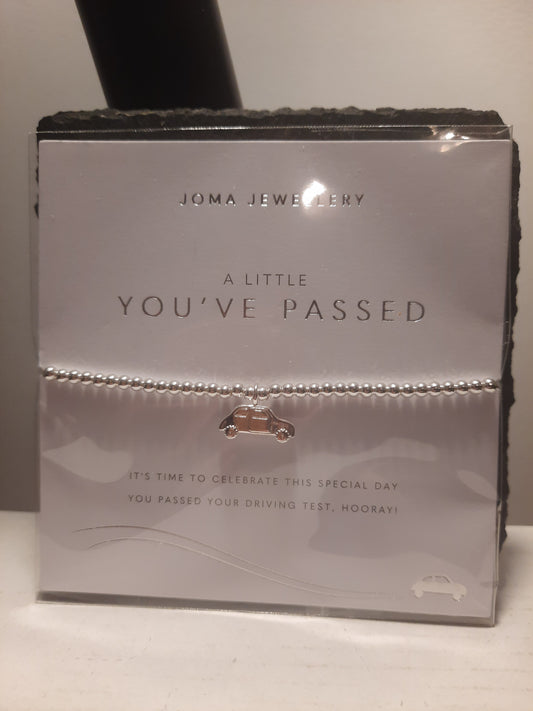 JOMA JEWELLERY
A LITTLE
YOU'VE PASSED
IT'S TIME TO CELEBRATE THIS SPECIAL DAY
YOU PASSED YOUR DRIVING TEST, HOORAY!